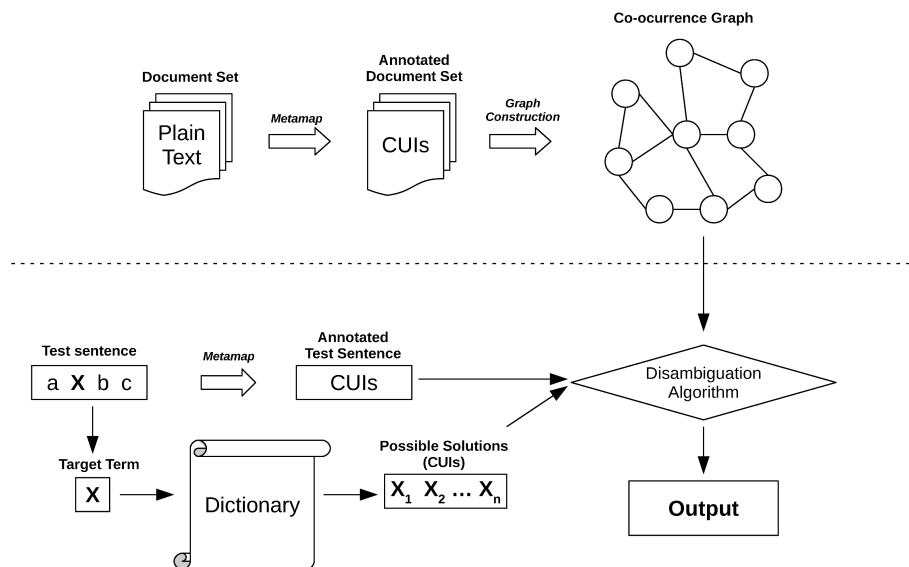 Co-ocurrence Graph
Document Set
Annotated
Document Set
Plain
Text
Metamap
CUIs
Graph
Construction
Test sentence
a X b c
Metamap
Annotated
Test Sentence
CUIs
Disambiguation
Algorithm
Target Term
X
Dictionary
Possible Solutions
(CUIs)
X1 X2 ... Xn
Output